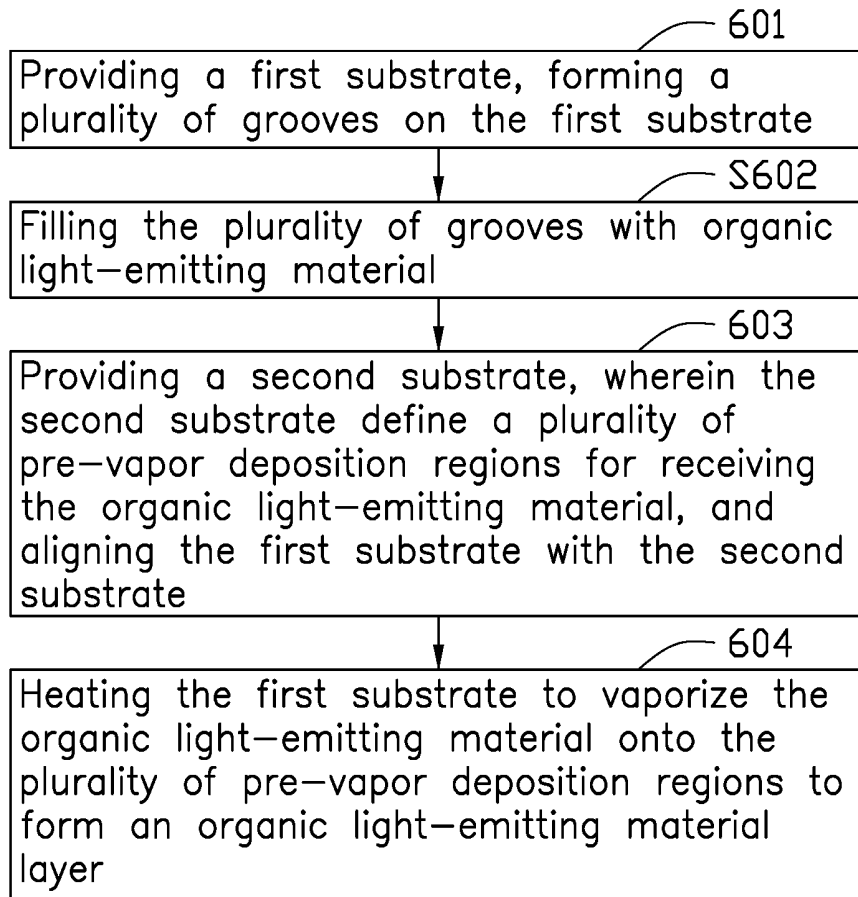 601
Providing a first substrate, forming a
plurality of grooves on the first substrate
S602
Filling the plurality of grooves with organic
light-emitting material
603
Providing a second substrate, wherein the
second substrate define a plurality of
pre-vapor deposition regions for receiving
the organic light-emitting material, and
aligning the first substrate with the second
substrate
604
Heating the first substrate to vaporize the
organic light-emitting material onto the
plurality of pre-vapor deposition regions to
form an organic light-emitting material
layer